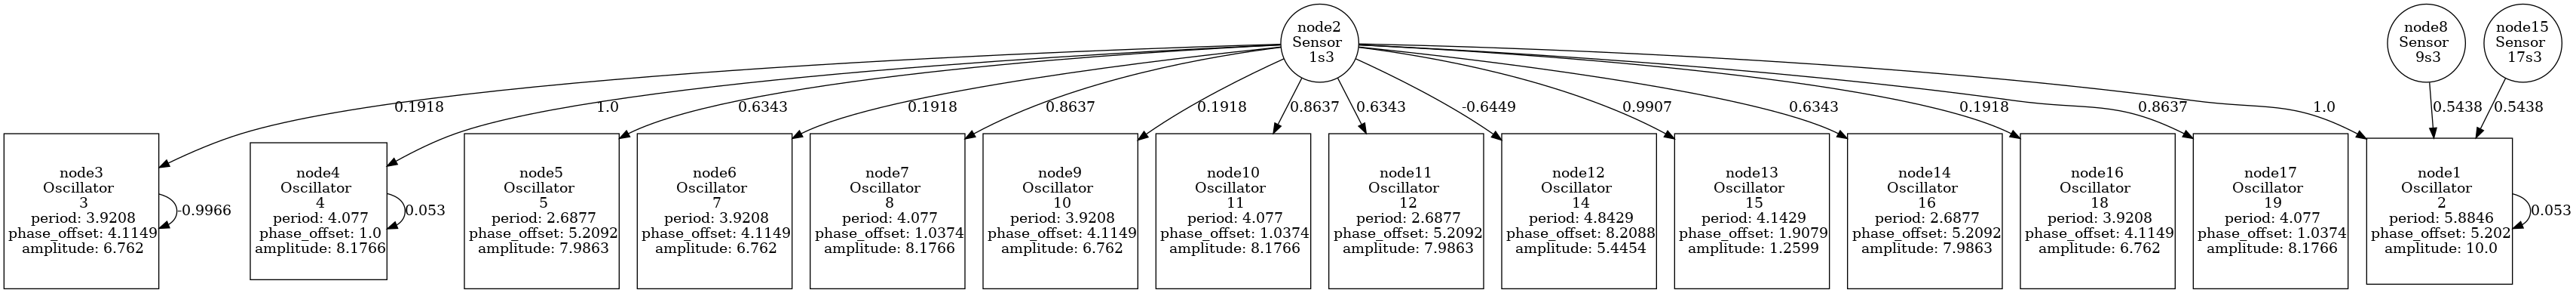 node2
Sensor
1s3
node8
Sensor
9s3
node15
Sensor
17s3
0.1918
1.0
0.6343
0.1918
0.8637
0.1918
0.8637
0.6343
-0.6449
0.9907
0.6343
0.1918
0.8637
1.0
0.5438
0.5438
node3
Oscillator
3
period: 3.9208
phase_offset: 4.1149
amplitude: 6.762
-0.9966
node4
Oscillator
4
period: 4.077
phase_offset: 1.0
amplitude: 8.1766
0.053
node5
Oscillator
5
period: 2.6877
phase_offset: 5.2092
amplitude: 7.9863
node6
Oscillator
7
period: 3.9208
phase_offset: 4.1149
amplitude: 6.762
node7
Oscillator
8
period: 4.077
phase_offset: 1.0374
amplitude: 8.1766
node9
Oscillator
10
period: 3.9208
phase_offset: 4.1149
amplitude: 6.762
node10
Oscillator
11
period: 4.077
phase_offset: 1.0374
amplitude: 8.1766
node11
Oscillator
12
period: 2.6877
phase_offset: 5.2092
amplitude: 7.9863
node12
Oscillator
14
period: 4.8429
phase_offset: 8.2088
amplitude: 5.4454
node13
Oscillator
15
period: 4.1429
phase_offset: 1.9079
amplitude: 1.2599
node14
Oscillator
16
period: 2.6877
phase_offset: 5.2092
amplitude: 7.9863
node16
Oscillator
18
period: 3.9208
phase_offset: 4.1149
amplitude: 6.762
node17
Oscillator
19
period: 4.077
phase_offset: 1.0374
amplitude: 8.1766
node1
Oscillator
2
period: 5.8846
phase_offset: 5.202
amplitude: 10.0
0.053